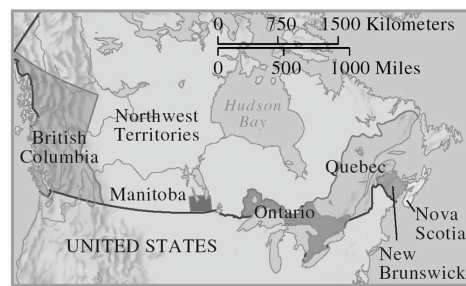 0 750 1500 Kilometers
0 500 1000 Miles
Hudson
Bay
Northwest
Territories
British
Columbia
Quebec
Manitoba
Ontario
Nova
Scotia
UNITED STATES
New
Brunswick